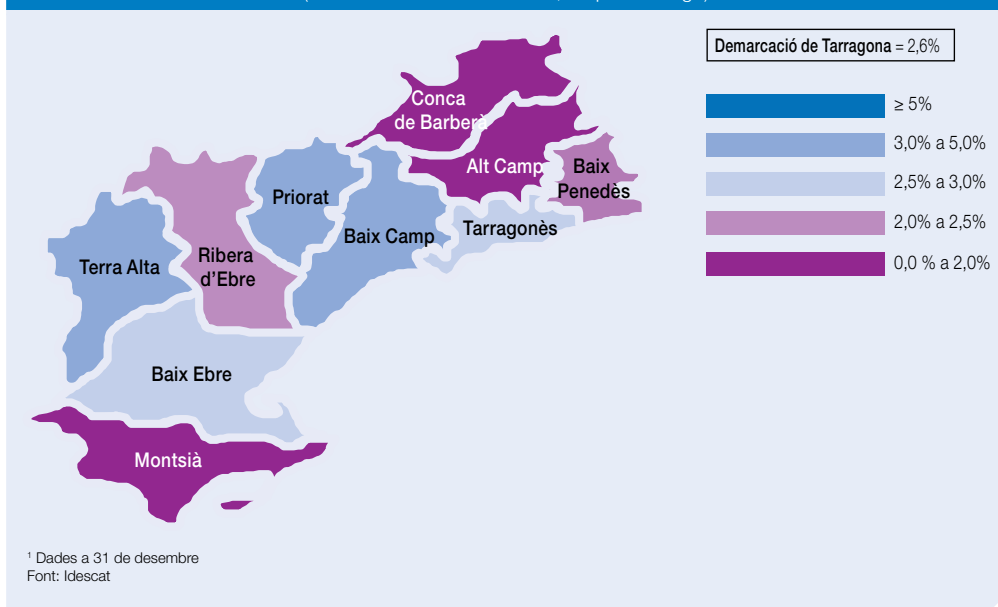 Demarcació de Tarragona = 2,6%
≥ 5%
3,0% a 5,0%
2,5% a 3,0%
2,0% a 2,5%
0,0 % a 2,0%
Conca
de Barberà
Alt Camp
Baix
Penedès
Priorat
Baix Camp
Tarragonès
Terra Alta
Ribera
d'Ebre
Baix Ebre
Montsià
¹ Dades a 31 de desembre
Font: Idescat